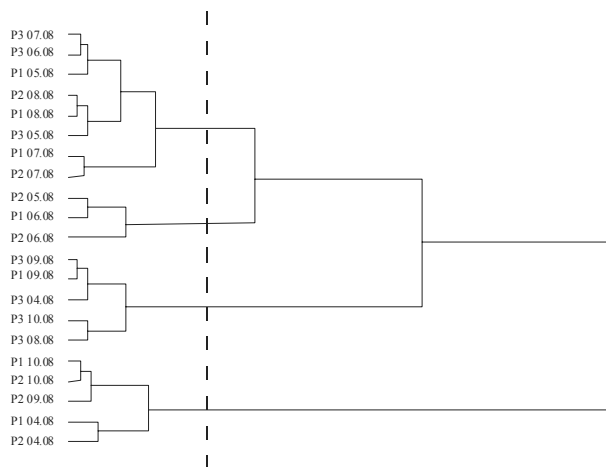 P3 07.08
P3 06.08
P1 05.08
P2 08.08
P1 08.08
P3 05.08
P1 07.08
P2 07.08
P2 05.08
P1 06.08
P2 06.08
P3 09.08
P1 09.08
P3 04.08
P3 10.08
P3 08.08
P1 10.08
P2 10.08
P2 09.08
P1 04.08
P2 04.08